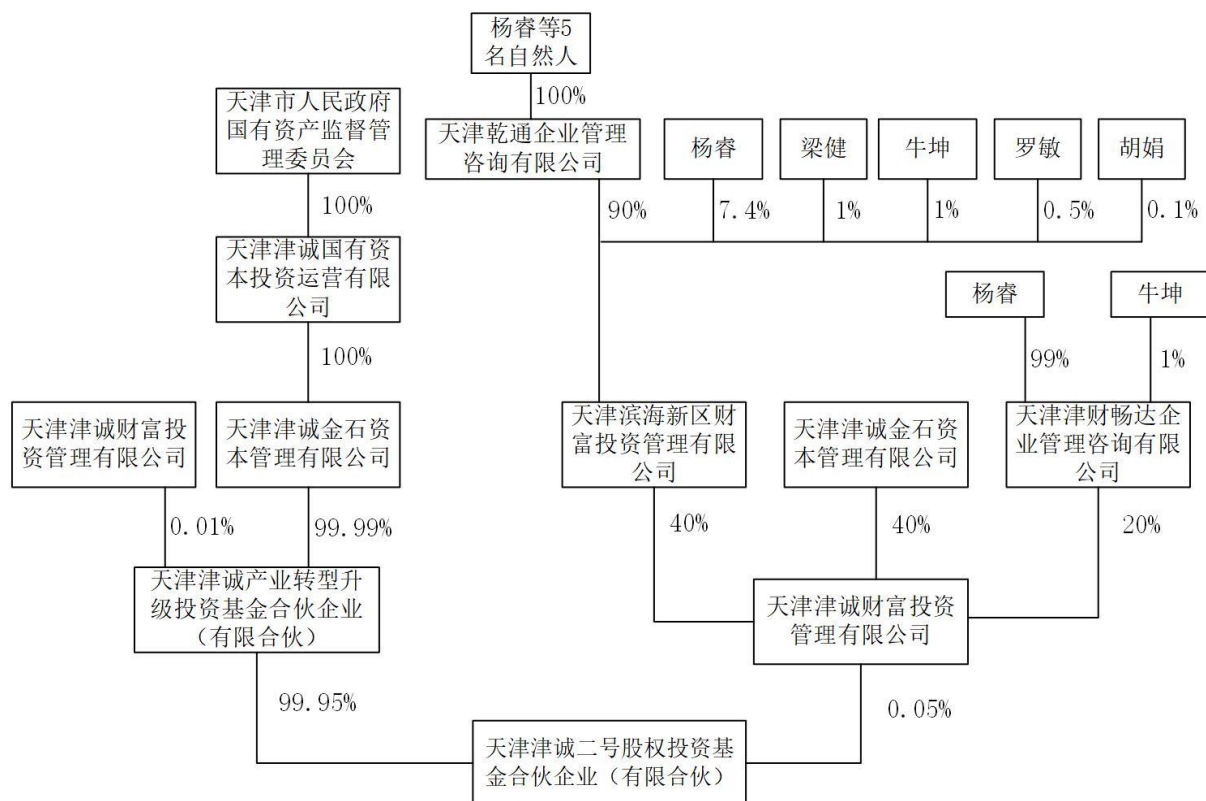 杨睿等5
名自然人
100%
天津市人民政府
国有资产监督管
理委员会
天津乾通企业管理
咨询有限公司
杨睿
梁健
牛坤
罗敏
胡娟
100%
90%
7.4%
1%
1%
0.5%
0.1%
天津津诚国有资
本投资运营有限
公司
杨睿
牛坤
100%
99%
1%
天津津诚财富投
资管理有限公司
天津津诚金石资
本管理有限公司
天津滨海新区财
富投资管理有限
公司
天津津诚金石资
本管理有限公司
天津津财畅达企
业管理咨询有限
公司
0.01%
99.99%
40%
40%
20%
天津津诚产业转型升
级投资基金合伙企业
（有限合伙）
天津津诚财富投资
管理有限公司
99.95%
0.05%
天津津诚二号股权投资基
金合伙企业（有限合伙）